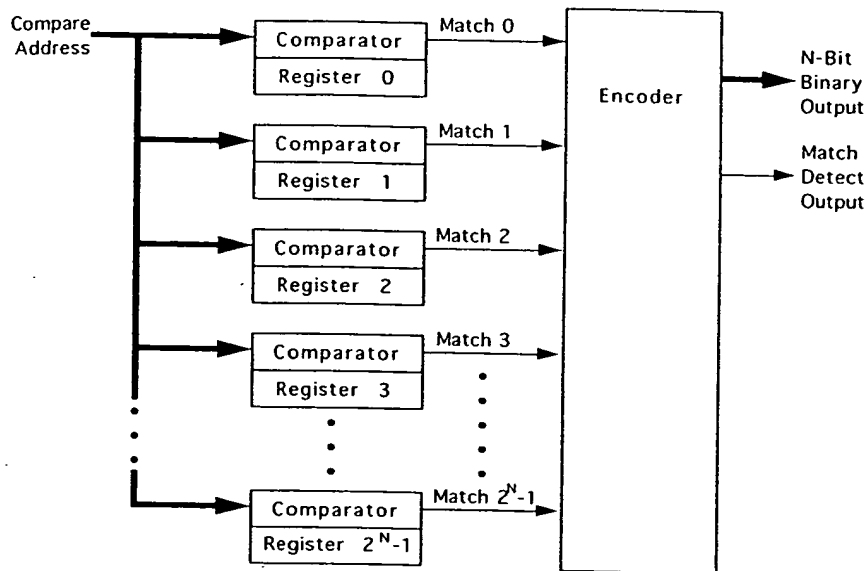 Compare
Address
Comparator
Register 0
Match 0
Comparator
Register 1
Match 1
Comparator
Register 2
Match 2
Comparator
Register 3
Match 3
Comparator
Register 2^N-1
Match 2^N-1
Encoder
N-Bit
Binary
Output
Match
Detect
Output